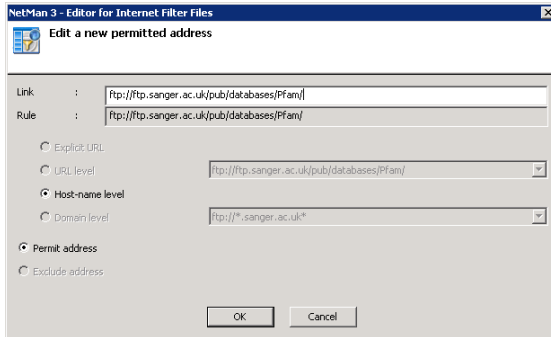 NetMan 3 - Editor for Internet Filter Files
Edit a new permitted address
Link : ftp://ftp.sanger.ac.uk/pub/databases/Pfam/
Rule : ftp://ftp.sanger.ac.uk/pub/databases/Pfam/
Explicit URL
URL level ftp://ftp.sanger.ac.uk/pub/databases/Pfam/
Host-name level
Domain level ftp://*.sanger.ac.uk*
Permit address
Exclude address
OK Cancel